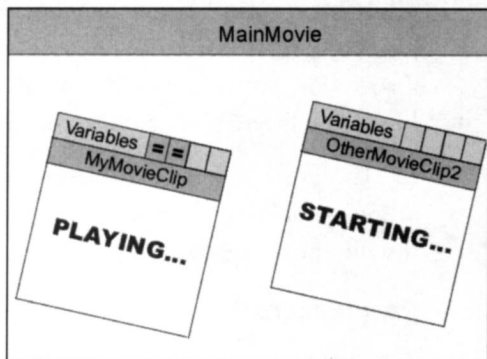 MainMovie
Variables = =
MyMovieClip
PLAYING...
Variables
OtherMovieClip2
STARTING...